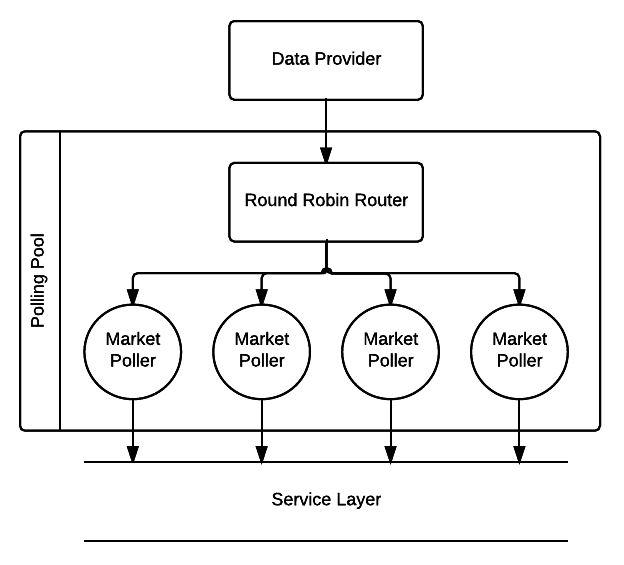 Data Provider
Polling Pool
Round Robin Router
Market
Poller
Market
Poller
Market
Poller
Market
Poller
Service Layer